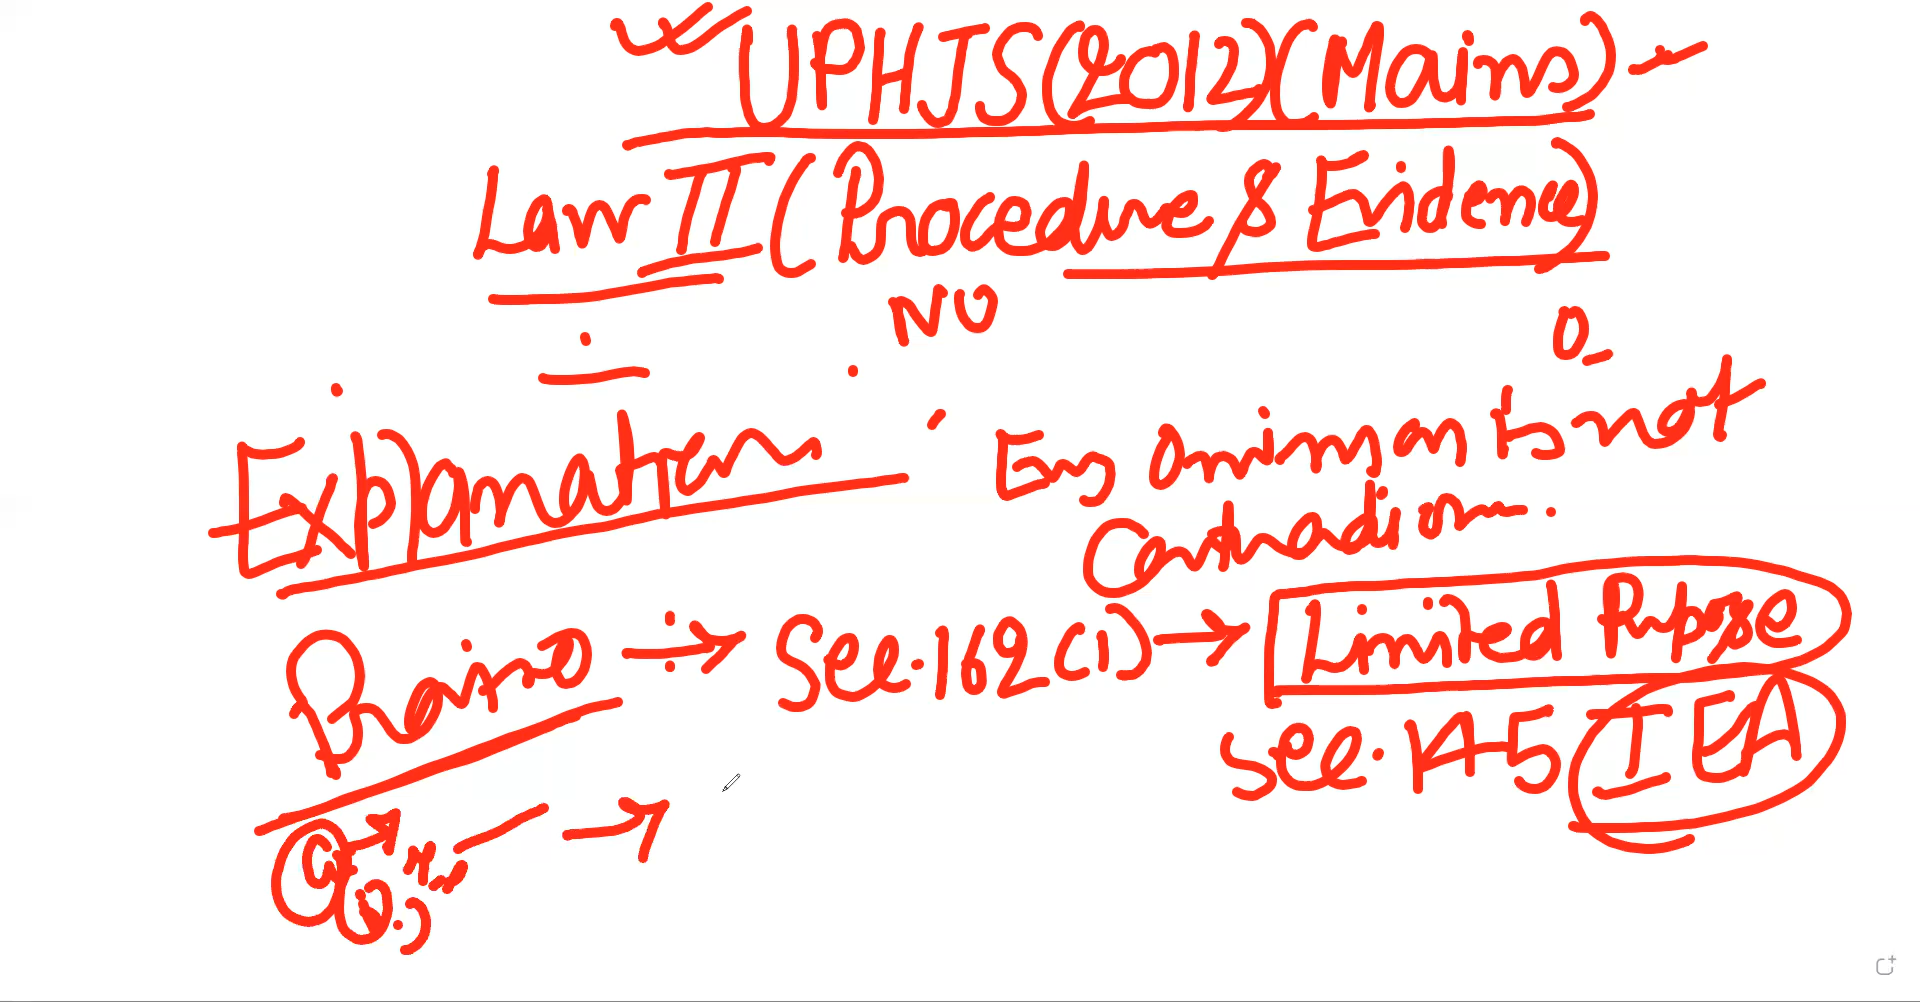 UPHJS(2012)(Mains)
Law II (Procedure & Evidence)
NO
Explanation
Every omission is not
Contradiction.
Sec.162(1) → Limited Purpose
Sec.145 IEA